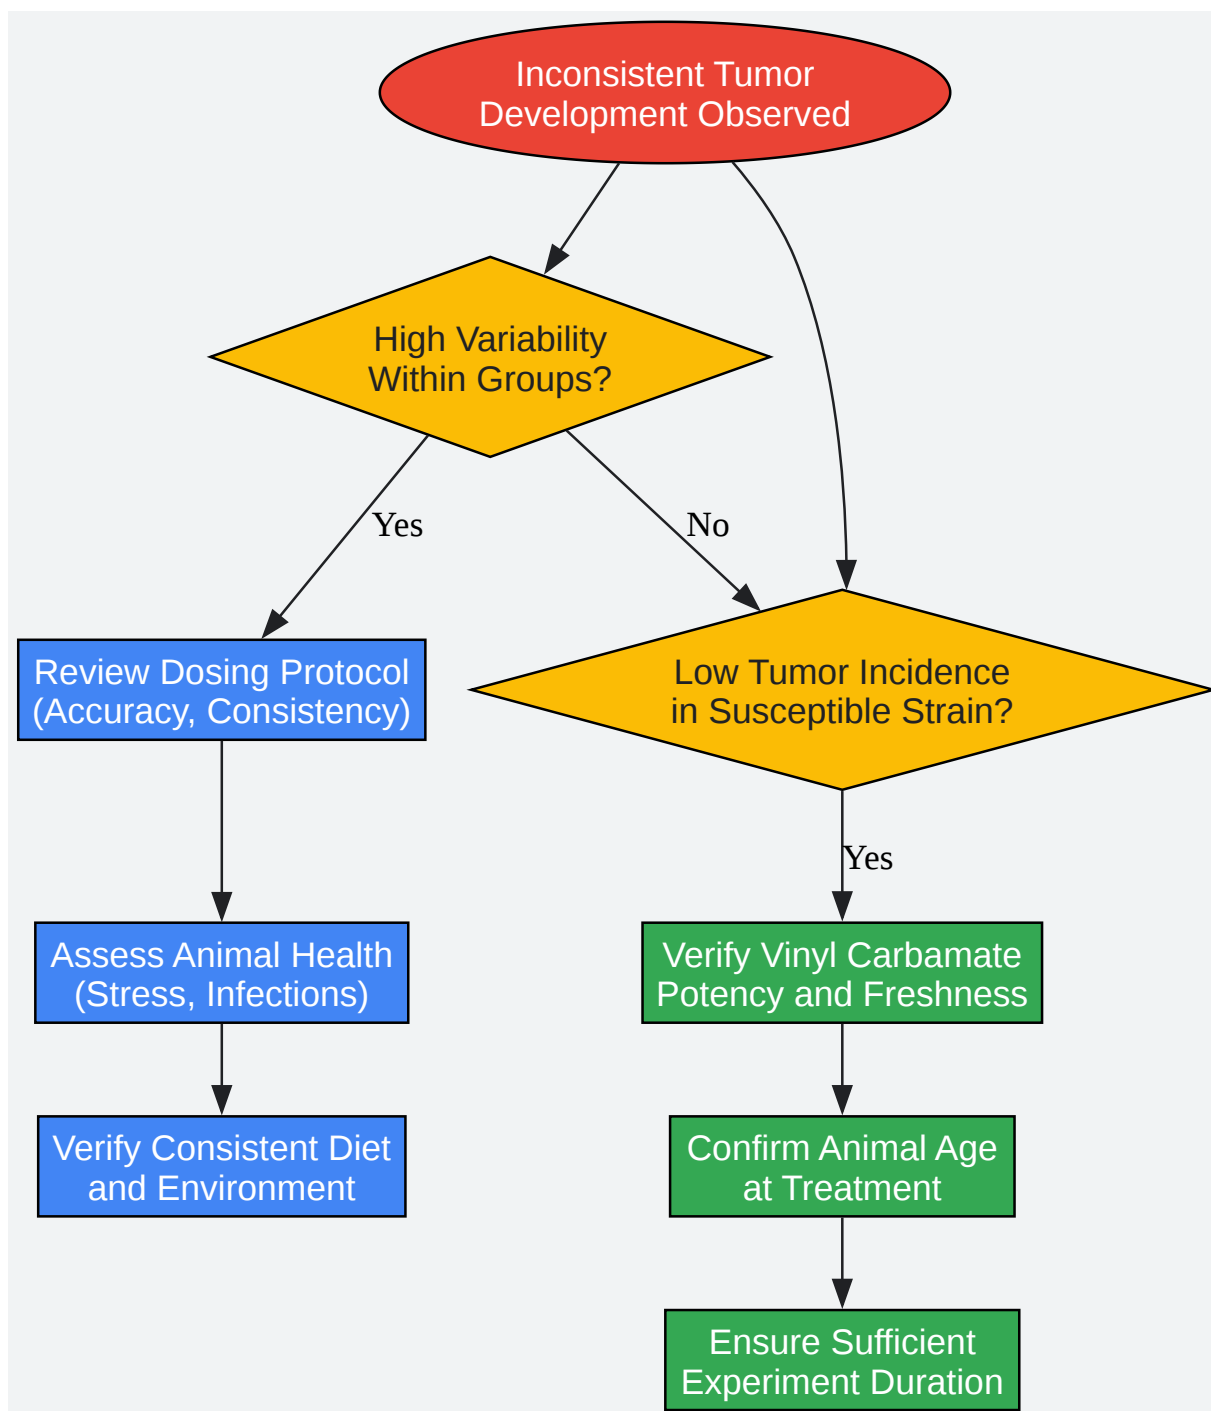 Inconsistent Tumor
Development Observed
High Variability
Within Groups?
Yes
No
Review Dosing Protocol
(Accuracy, Consistency)
Low Tumor Incidence
in Susceptible Strain?
Yes
Assess Animal Health
(Stress, Infections)
Verify Vinyl Carbamate
Potency and Freshness
Verify Consistent Diet
and Environment
Confirm Animal Age
at Treatment
Ensure Sufficient
Experiment Duration